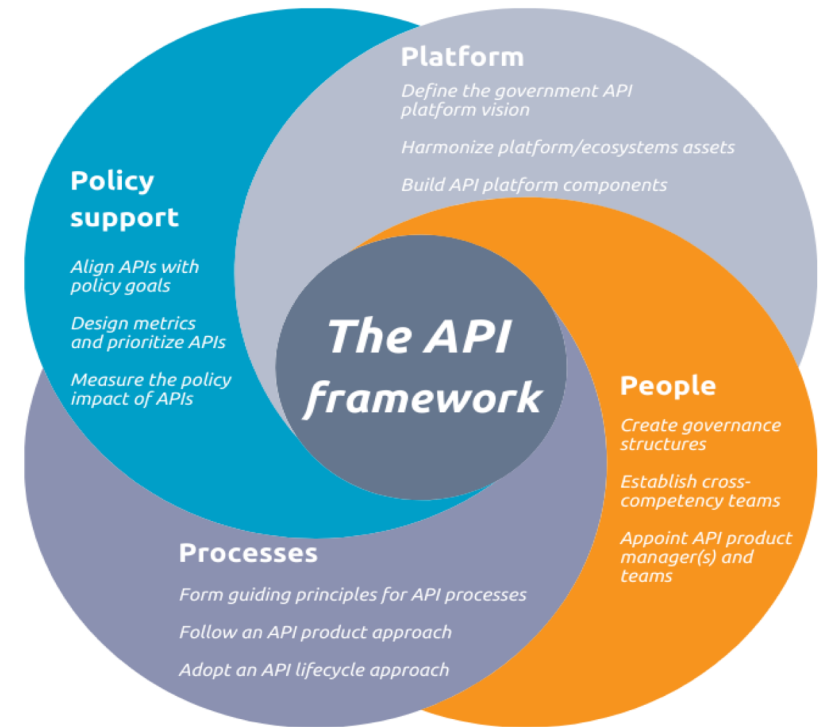 Platform
Define the government API
platform vision
Harmonize platform/ecosystems assets
Build API platform components
Policy
support
Align APIs with
policy goals
Design metrics
and prioritize APIs
Measure the policy
impact of APIs
The API
framework
People
Create governance
structures
Establish cross-
competency teams
Appoint API product
manager(s) and
teams
Processes
Form guiding principles for API processes
Follow an API product approach
Adopt an API lifecycle approach